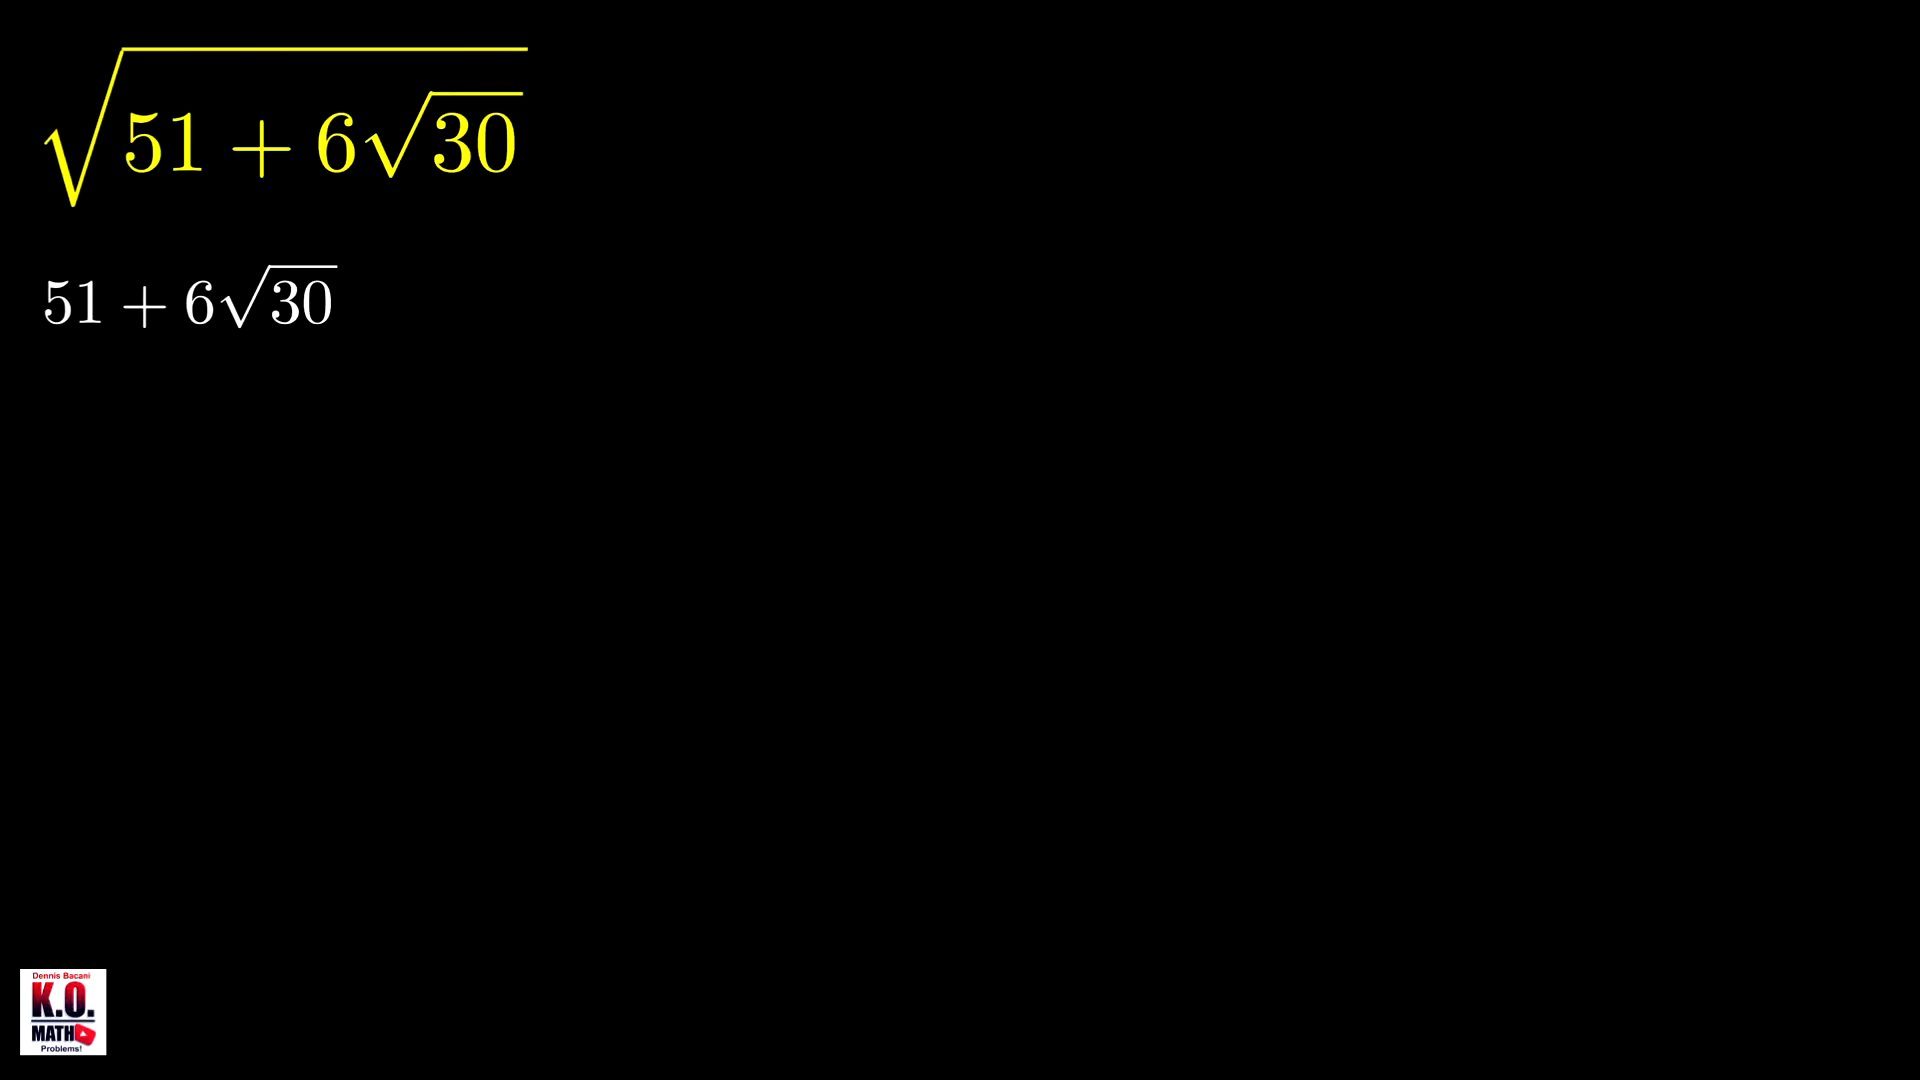 √(51 + 6√30)
51 + 6√30
Dennis Bacani
K.O.
MATH
Problems!